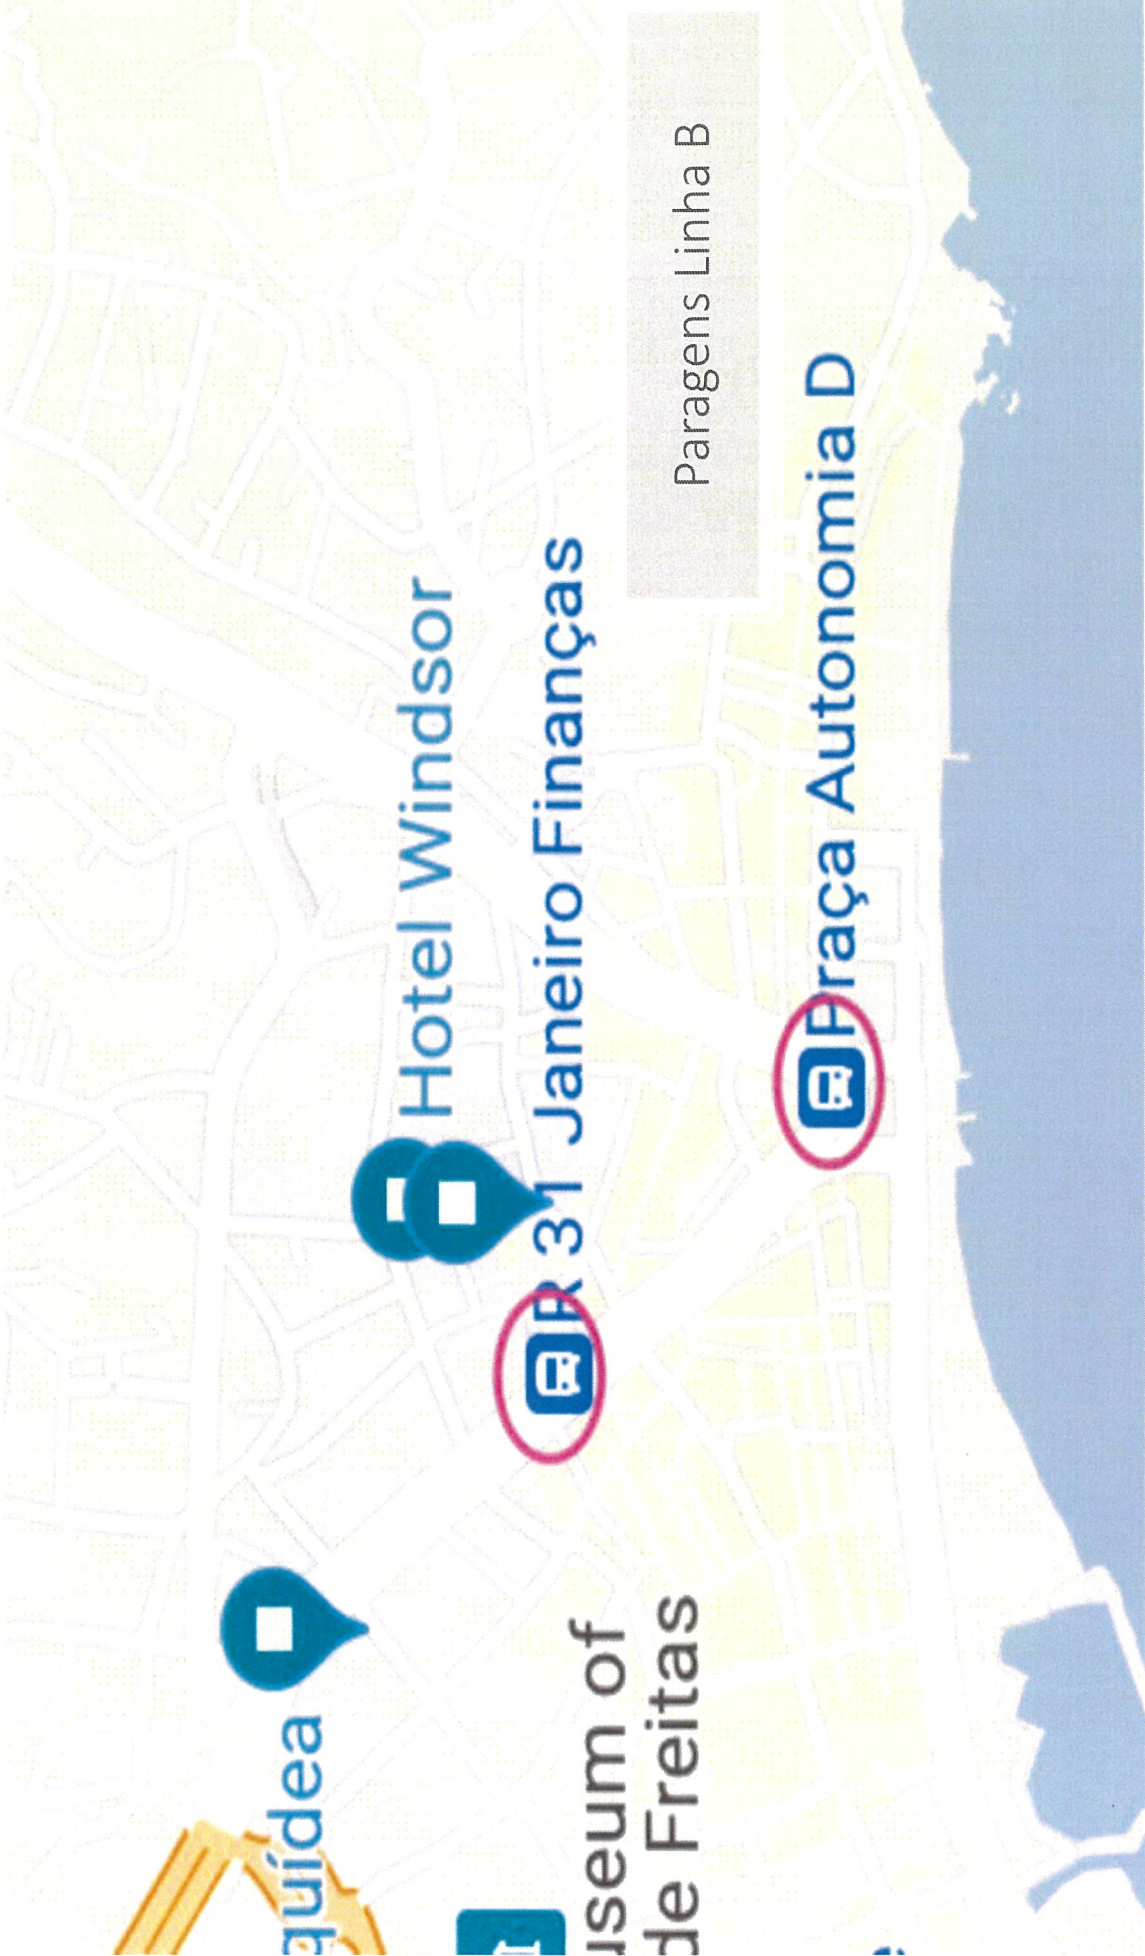 Paragens Linha B
Hotel Windsor
R 31 Janeiro Finanças
Praça Autonomia D
quídea
useum of
de Freitas
e